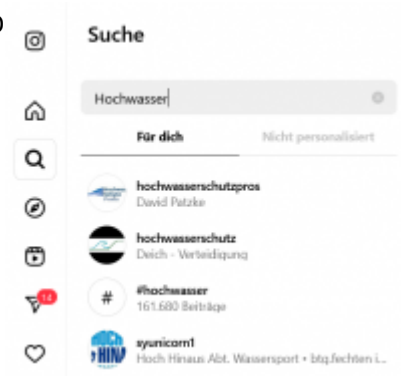 Suche
Hochwasser
Für dich
Nicht personalisiert
hochwasserschutzpros
David Patzke
hochwasserschutz
Deich - Verteidigung
#hochwasser
161.680 Beiträge
syunicorn1
Hoch Hinaus Abt. Wassersport • btg.fechten i...
14